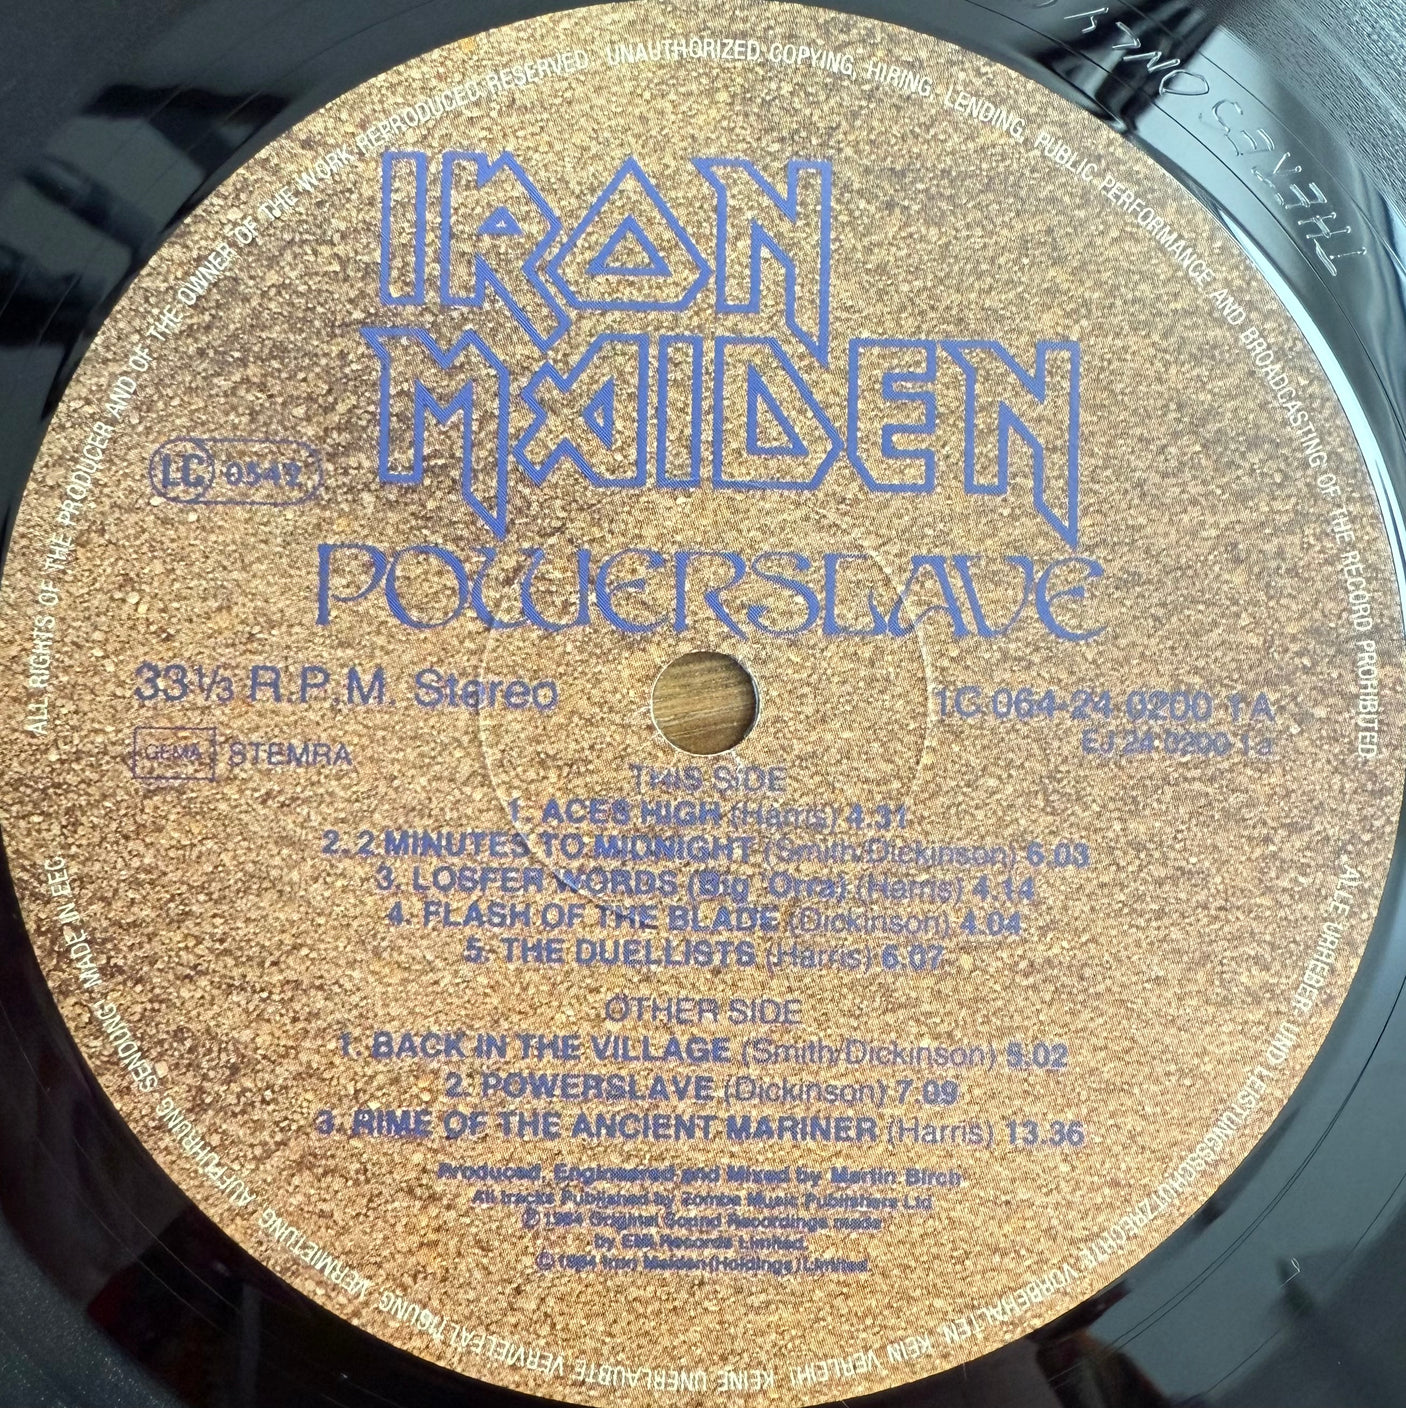 ALL RIGHTS OF THE PRODUCER AND OF THE OWNER OF THE WORK REPRODUCED RESERVED. UNAUTHORIZED COPYING, HIRING, LENDING, PUBLIC PERFORMANCE AND BROADCASTING OF THE RECORD PROHIBITED
THERES ONLY
IRON
MAIDEN
LC 0542
POWERSLAVE
33⅓ R.P.M. Stereo
1C 064-24 0200 1 A
EJ 24 0200 1a
GEMA STEMRA
THIS SIDE
1. ACES HIGH (Harris) 4.31
2. 2 MINUTES TO MIDNIGHT (Smith/Dickinson) 6.03
3. LOSFER WORDS (Big 'Orra) (Harris) 4.14
4. FLASH OF THE BLADE (Dickinson) 4.04
5. THE DUELLISTS (Harris) 6.07
OTHER SIDE
1. BACK IN THE VILLAGE (Smith/Dickinson) 5.02
2. POWERSLAVE (Dickinson) 7.09
3. RIME OF THE ANCIENT MARINER (Harris) 13.36
Produced, Engineered and Mixed by Martin Birch
All tracks Published by Zomba Music Publishers Ltd
℗ 1984 Original Sound Recordings made
by EMI Records Limited.
© 1984 Iron Maiden (Holdings) Limited.
ALLE URHEBER- UND LEISTUNGSSCHUTZRECHTE VORBEHALTEN KEIN VERLEIH! KEINE UNERLAUBTE VERVIELFÄLTIGUNG, VERMIETUNG, AUFFÜHRUNG, SENDUNG! MADE IN EEC